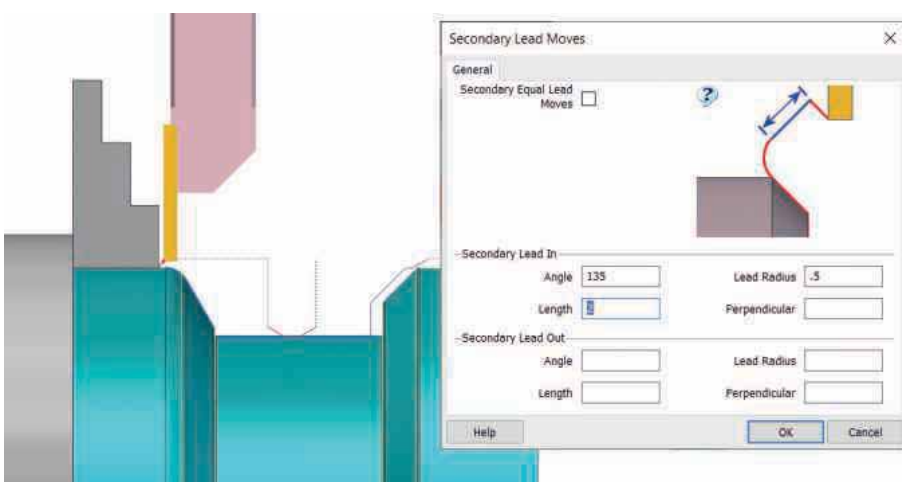 Secondary Lead Moves
General
Secondary Equal Lead
Moves
Secondary Lead In
Angle 135 Lead Radius .5
Length Perpendicular
Secondary Lead Out
Angle Lead Radius
Length Perpendicular
Help OK Cancel